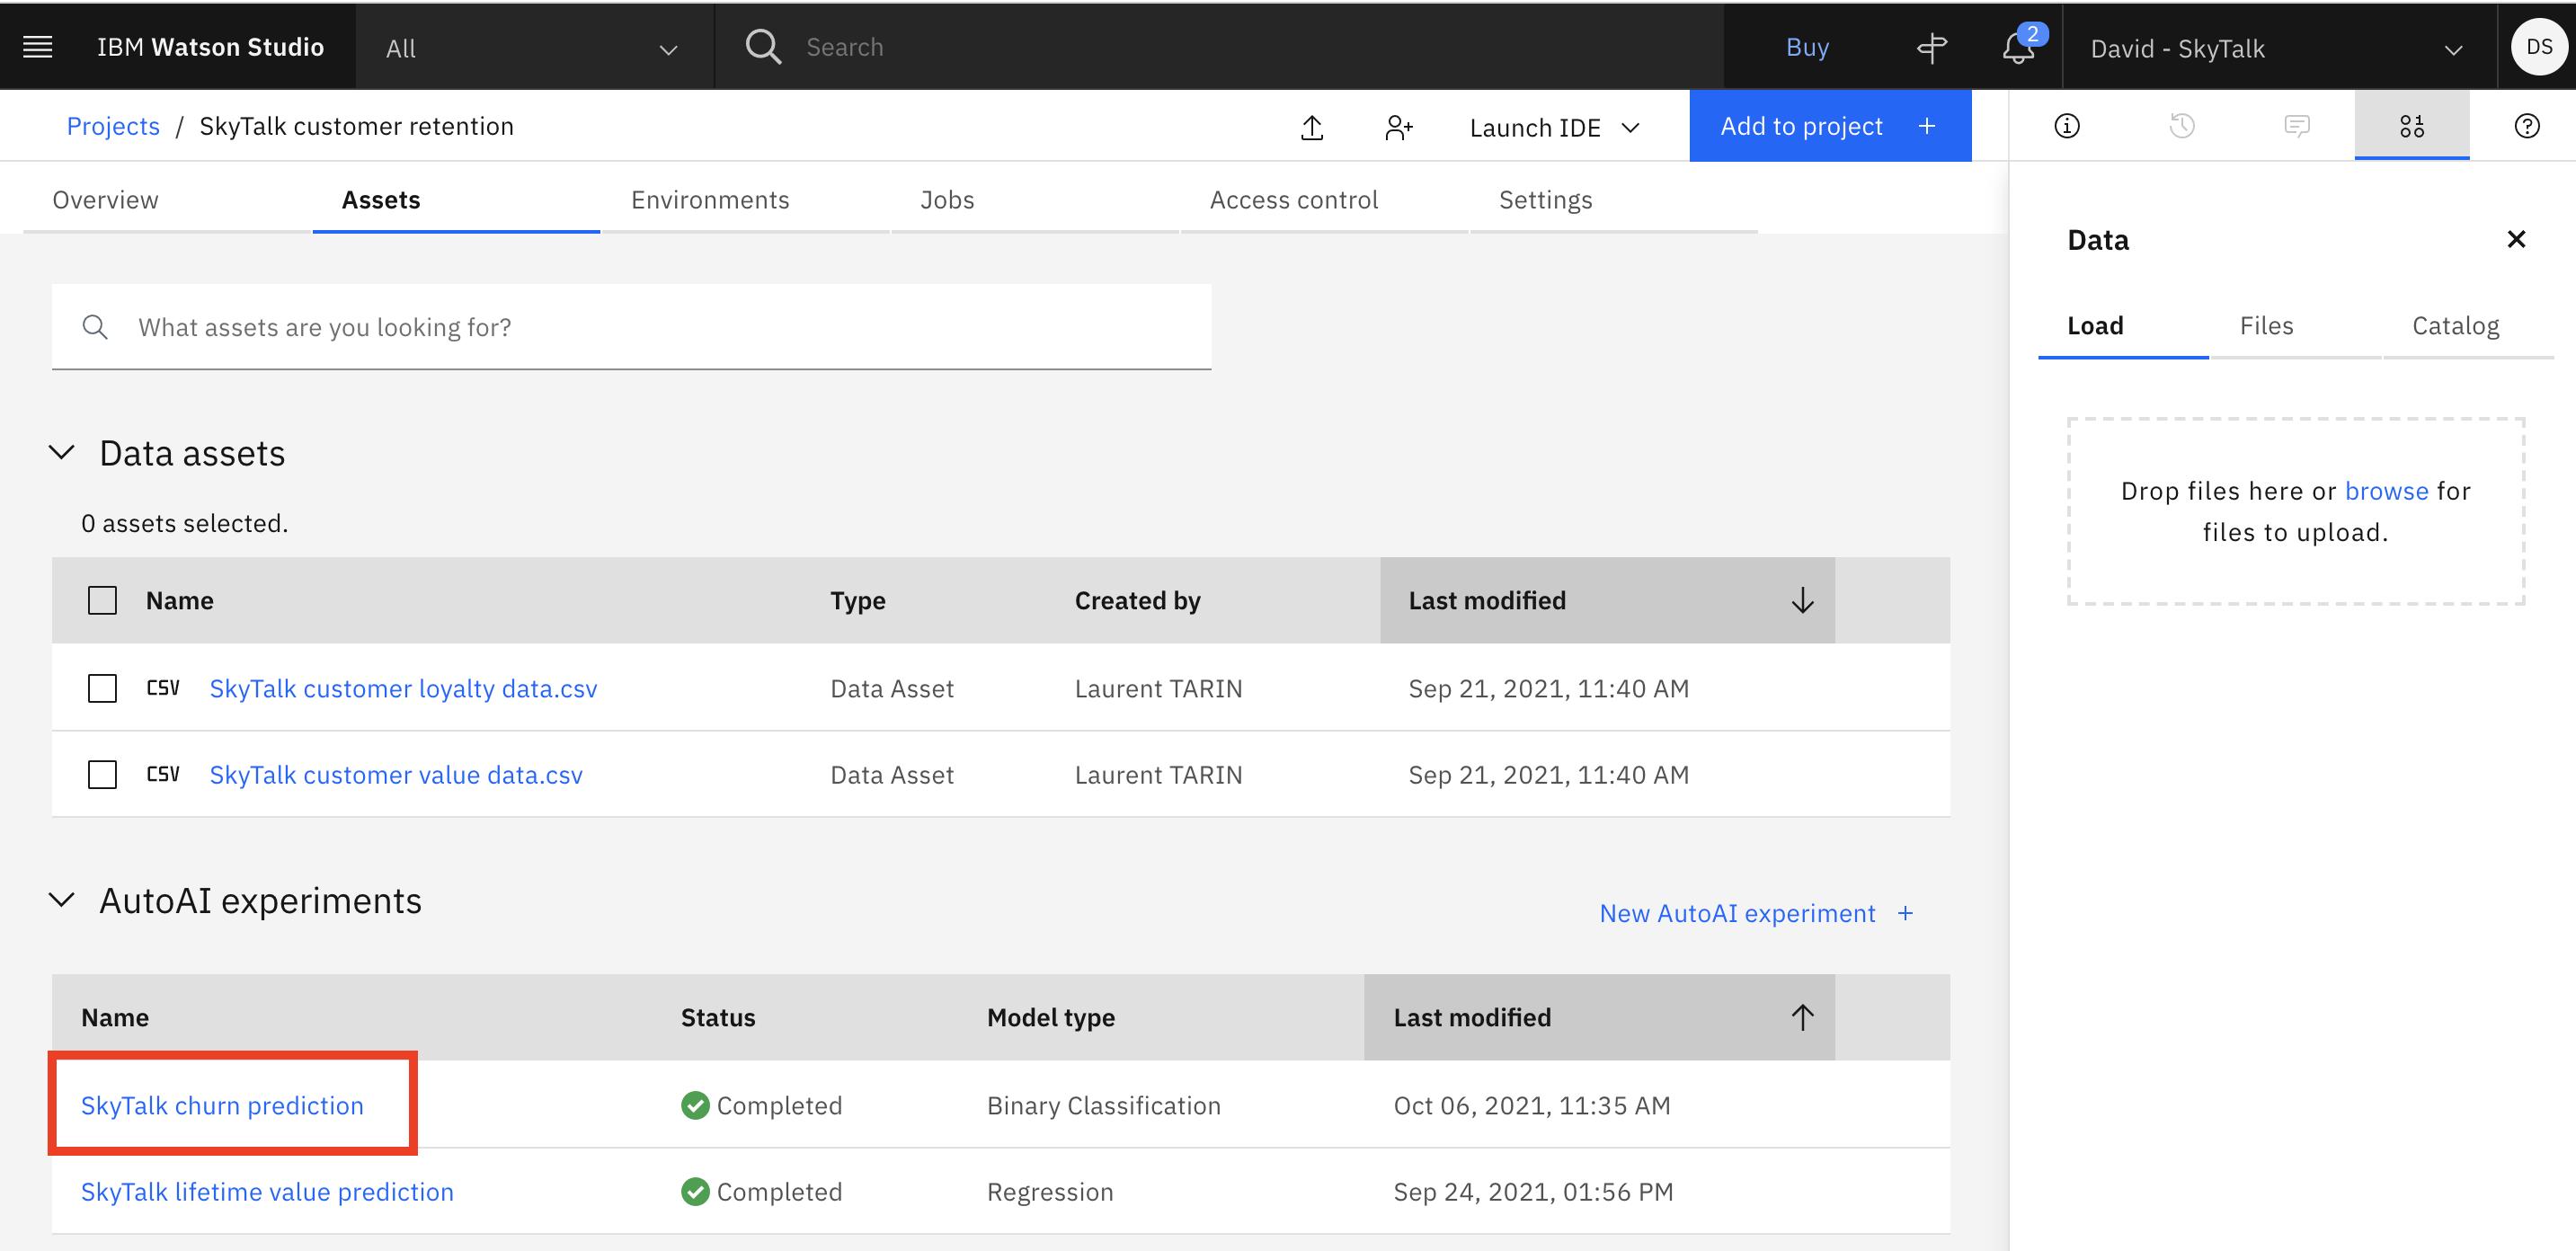 IBM Watson Studio All Search Buy 2 David - SkyTalk DS
Projects / SkyTalk customer retention Launch IDE Add to project +
Overview Assets Environments Jobs Access control Settings
Data
Load Files Catalog
What assets are you looking for?
Drop files here or browse for
files to upload.
Data assets
0 assets selected.
Name Type Created by Last modified
CSV SkyTalk customer loyalty data.csv Data Asset Laurent TARIN Sep 21, 2021, 11:40 AM
CSV SkyTalk customer value data.csv Data Asset Laurent TARIN Sep 21, 2021, 11:40 AM
AutoAI experiments
New AutoAI experiment +
Name Status Model type Last modified
SkyTalk churn prediction Completed Binary Classification Oct 06, 2021, 11:35 AM
SkyTalk lifetime value prediction Completed Regression Sep 24, 2021, 01:56 PM